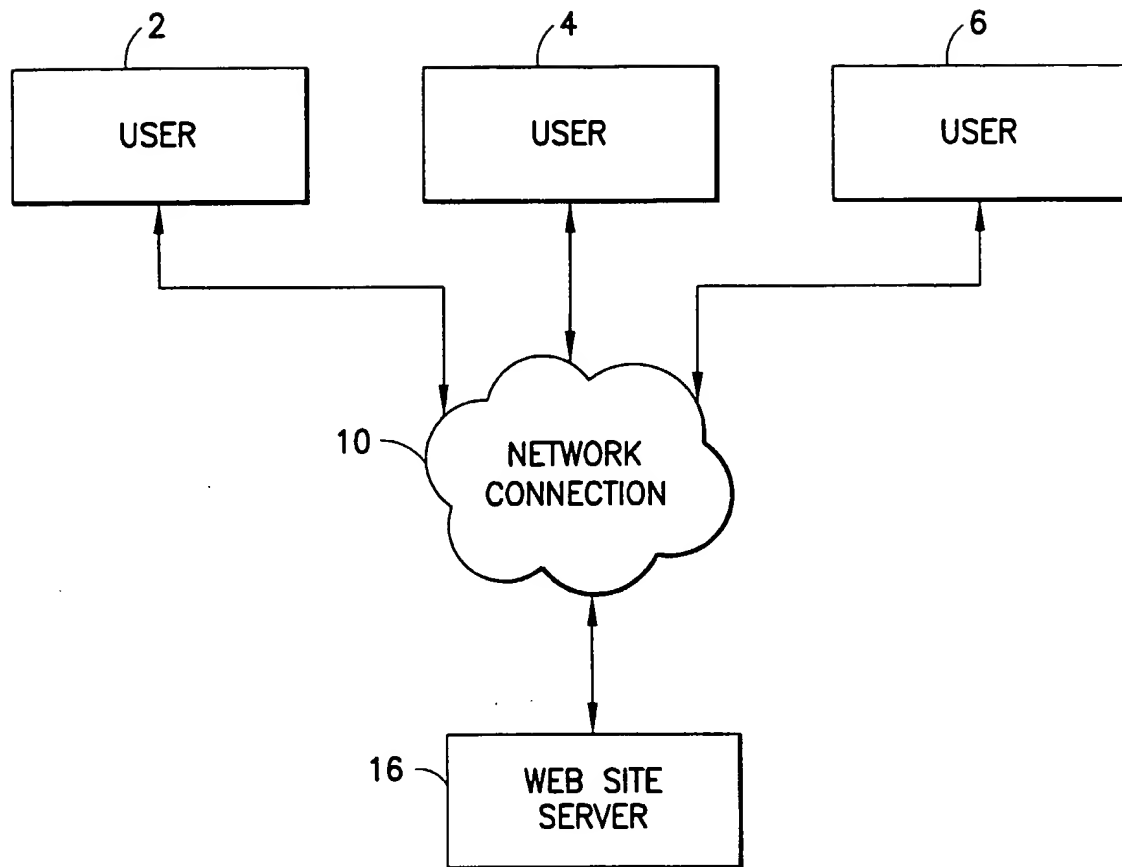 2
4
6
USER
USER
USER
10
NETWORK
CONNECTION
16
WEB SITE
SERVER